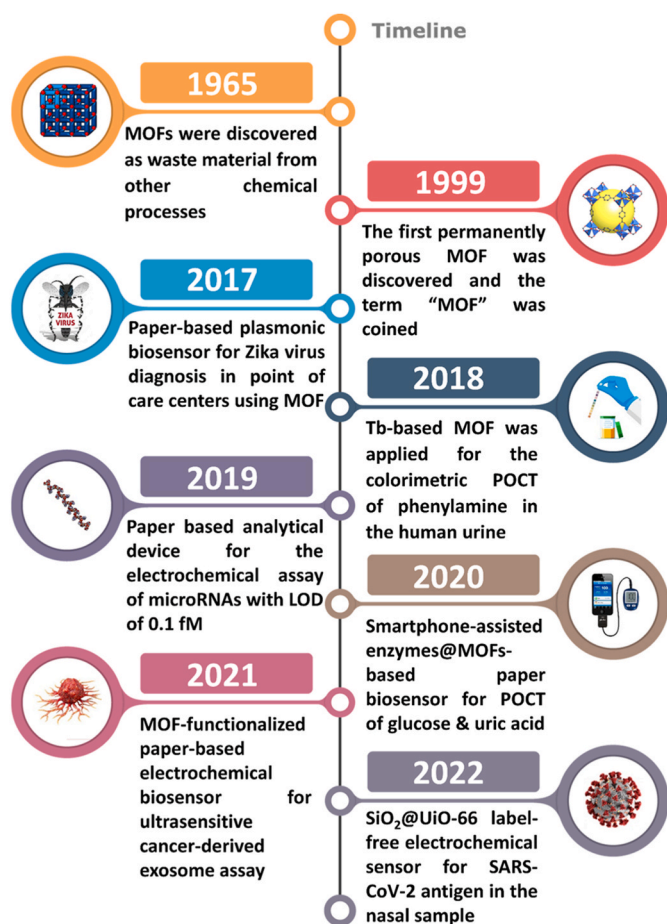 Timeline
1965
MOFs were discovered
as waste material from
other chemical
processes
1999
The first permanently
porous MOF was
discovered and the
term “MOF” was
coined
2017
ZIKA
VIRUS
Paper-based plasmonic
biosensor for Zika virus
diagnosis in point of
care centers using MOF
2018
Tb-based MOF was
applied for the
colorimetric POCT
of phenylamine in
the human urine
2019
Paper based analytical
device for the
electrochemical assay
of microRNAs with LOD
of 0.1 fM
2020
Smartphone-assisted
enzymes@MOFs-
based paper
biosensor for POCT
of glucose & uric acid
2021
MOF-functionalized
paper-based
electrochemical
biosensor for
ultrasensitive
cancer-derived
exosome assay
2022
SiO₂@UiO-66 label-
free electrochemical
sensor for SARS-
CoV-2 antigen in the
nasal sample